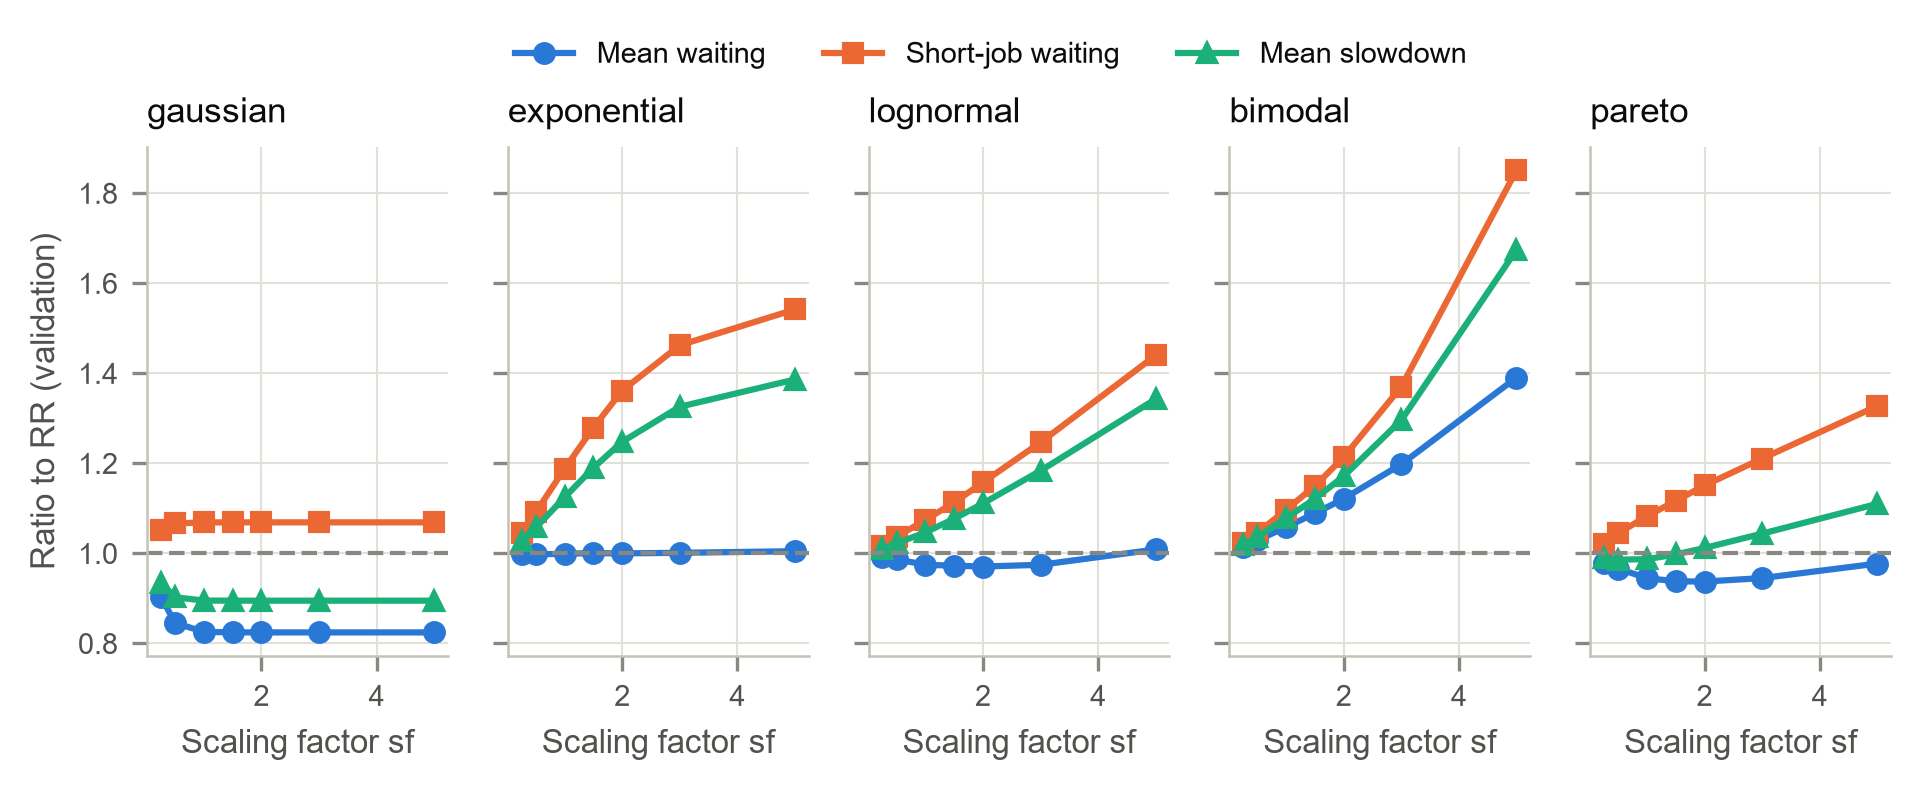 Mean waiting
Short-job waiting
Mean slowdown
gaussian
exponential
lognormal
bimodal
pareto
Ratio to RR (validation)
1.8
1.6
1.4
1.2
1.0
0.8
2 4
2 4
2 4
2 4
2 4
Scaling factor sf
Scaling factor sf
Scaling factor sf
Scaling factor sf
Scaling factor sf